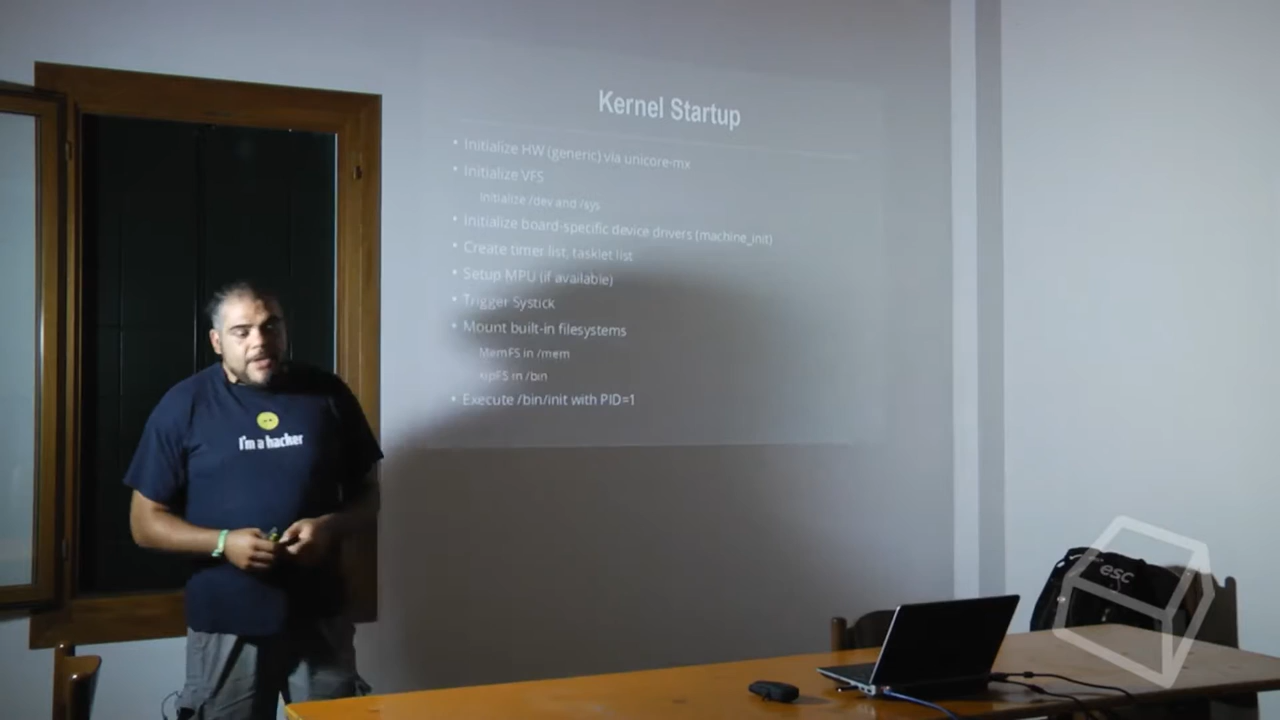 Kernel Startup
• Initialize HW (generic) via unicore-mx
• Initialize VFS
Initialize /dev and /sys
• Initialize board-specific device drivers (machine_init)
• Create timer list, tasklet list
• Setup MPU (if available)
• Trigger Systick
• Mount built-in filesystems
MemFS in /mem
xipFS in /bin
• Execute /bin/init with PID=1
I'm a hacker
esc